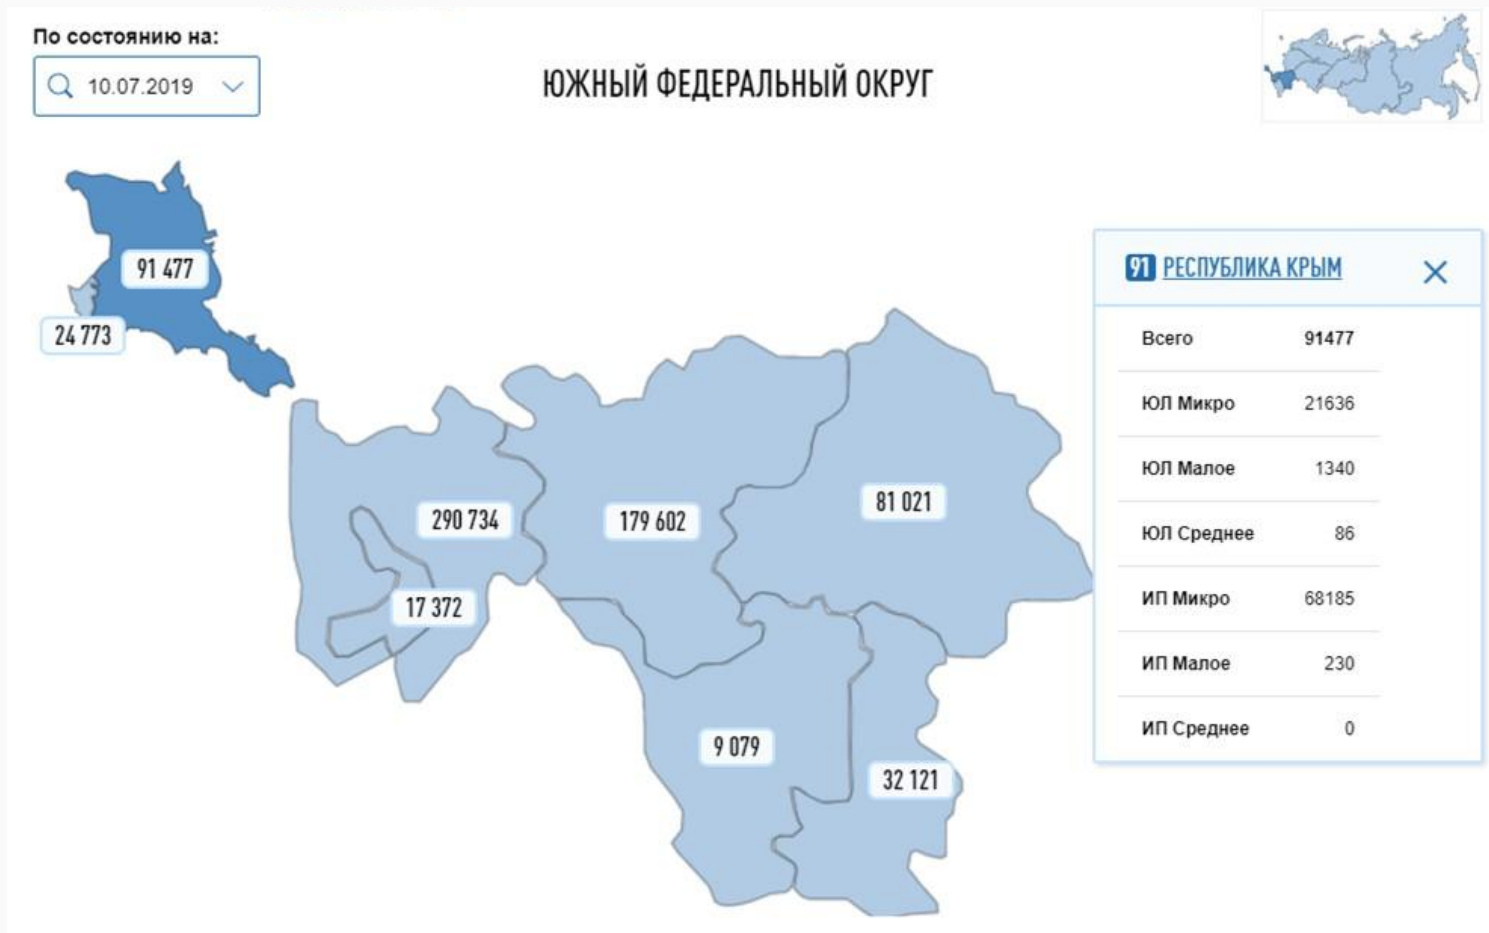 По состоянию на:
10.07.2019
ЮЖНЫЙ ФЕДЕРАЛЬНЫЙ ОКРУГ
91 477
24 773
290 734
179 602
81 021
17 372
9 079
32 121
91 РЕСПУБЛИКА КРЫМ
Всего 91477
ЮЛ Микро 21636
ЮЛ Малое 1340
ЮЛ Среднее 86
ИП Микро 68185
ИП Малое 230
ИП Среднее 0